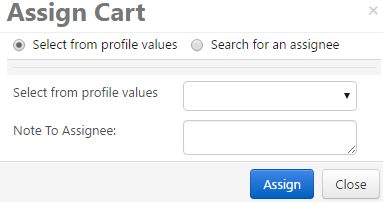 Assign Cart
×
Select from profile values Search for an assignee
Select from profile values
Note To Assignee:
Assign Close